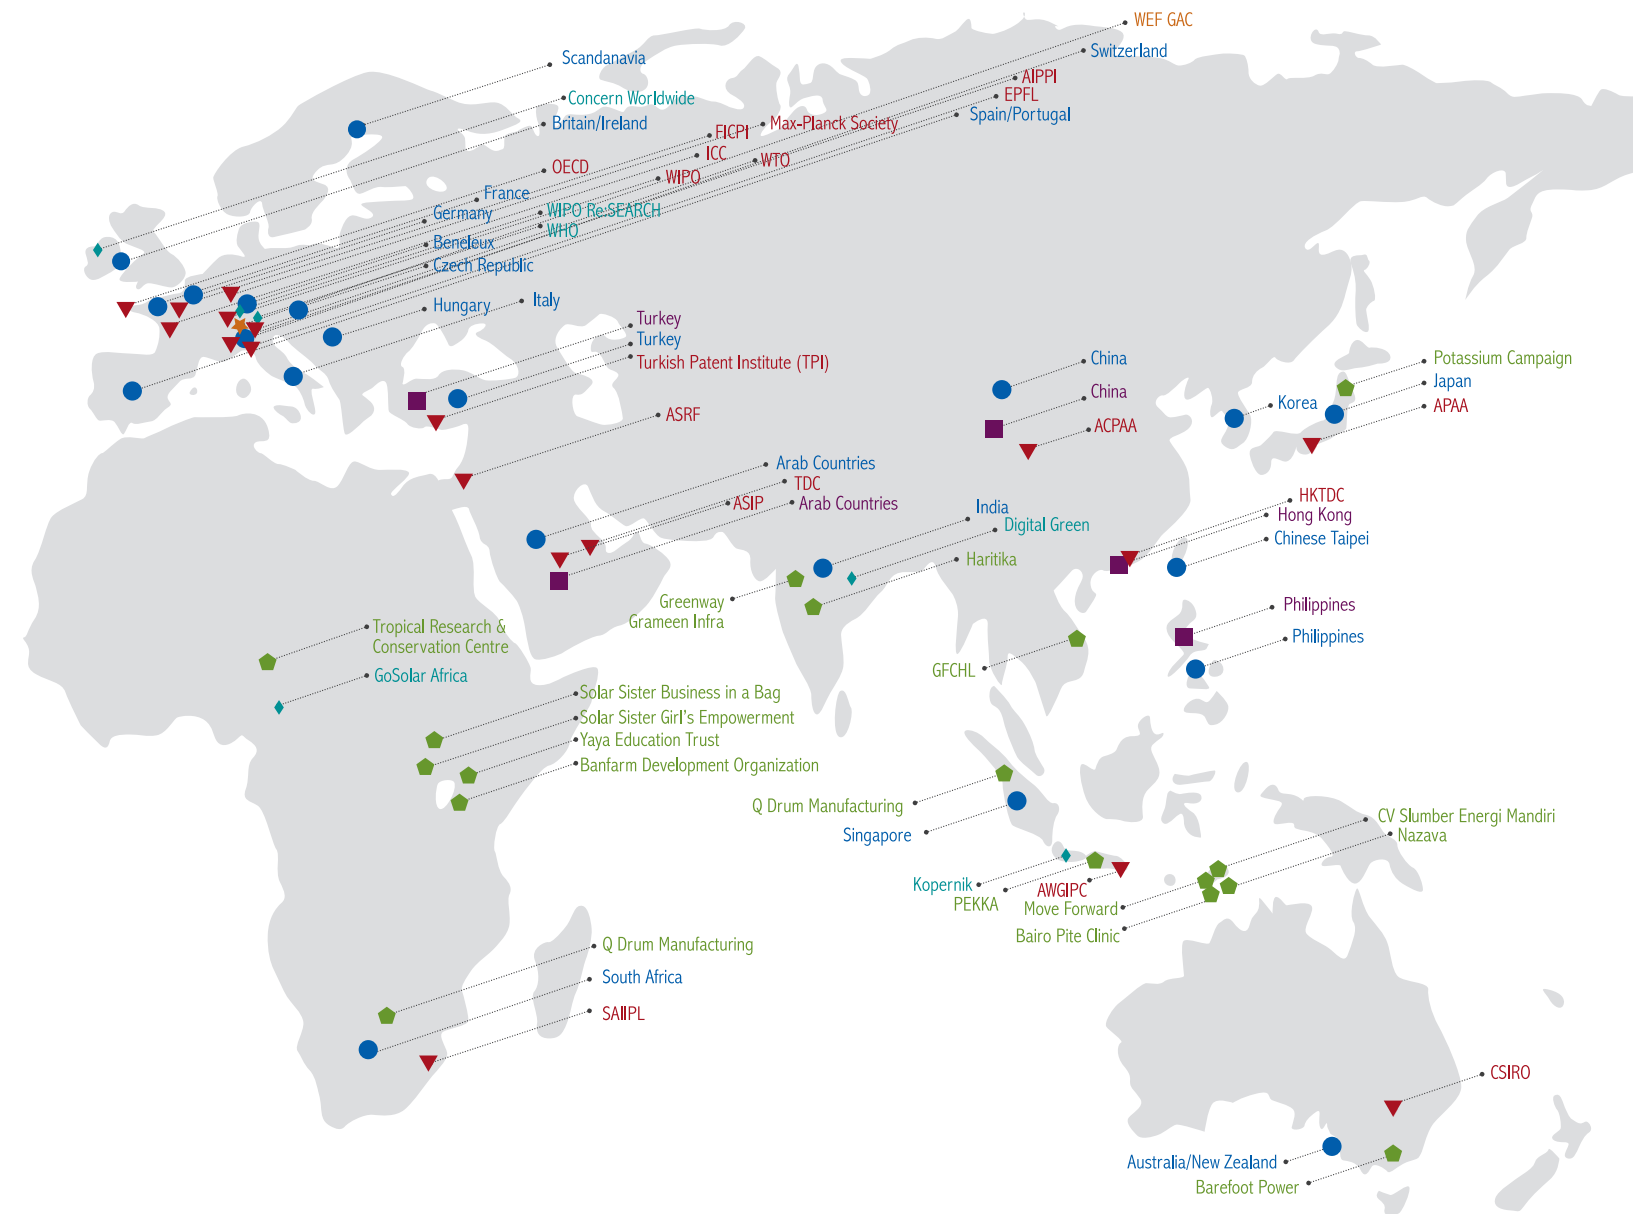 WEF GAC
Switzerland
Scandanavia
AIPPI
EPFL
Concern Worldwide
Spain/Portugal
Britain/Ireland
Max-Planck Society
FICPI
ICC
WTO
OECD
WIPO
France
WIPO Re:SEARCH
Germany
WHO
Beneleux
Czech Republic
Italy
Hungary
Turkey
Turkey
Turkish Patent Institute (TPI)
China
Potassium Campaign
Japan
China
Korea
APAA
ASRF
ACPAA
Arab Countries
TDC
HKTDC
ASIP
Arab Countries
India
Hong Kong
Digital Green
Chinese Taipei
Haritika
Greenway
Grameen Infra
Philippines
Tropical Research &
Conservation Centre
Philippines
GFCHL
GoSolar Africa
Solar Sister Business in a Bag
Solar Sister Girl's Empowerment
Yaya Education Trust
Banfarm Development Organization
Q Drum Manufacturing
CV Slumber Energi Mandiri
Singapore
Nazava
Kopernik
AWGIPC
PEKKA
Move Forward
Bairo Pite Clinic
Q Drum Manufacturing
South Africa
SAIIPL
CSIRO
Australia/New Zealand
Barefoot Power